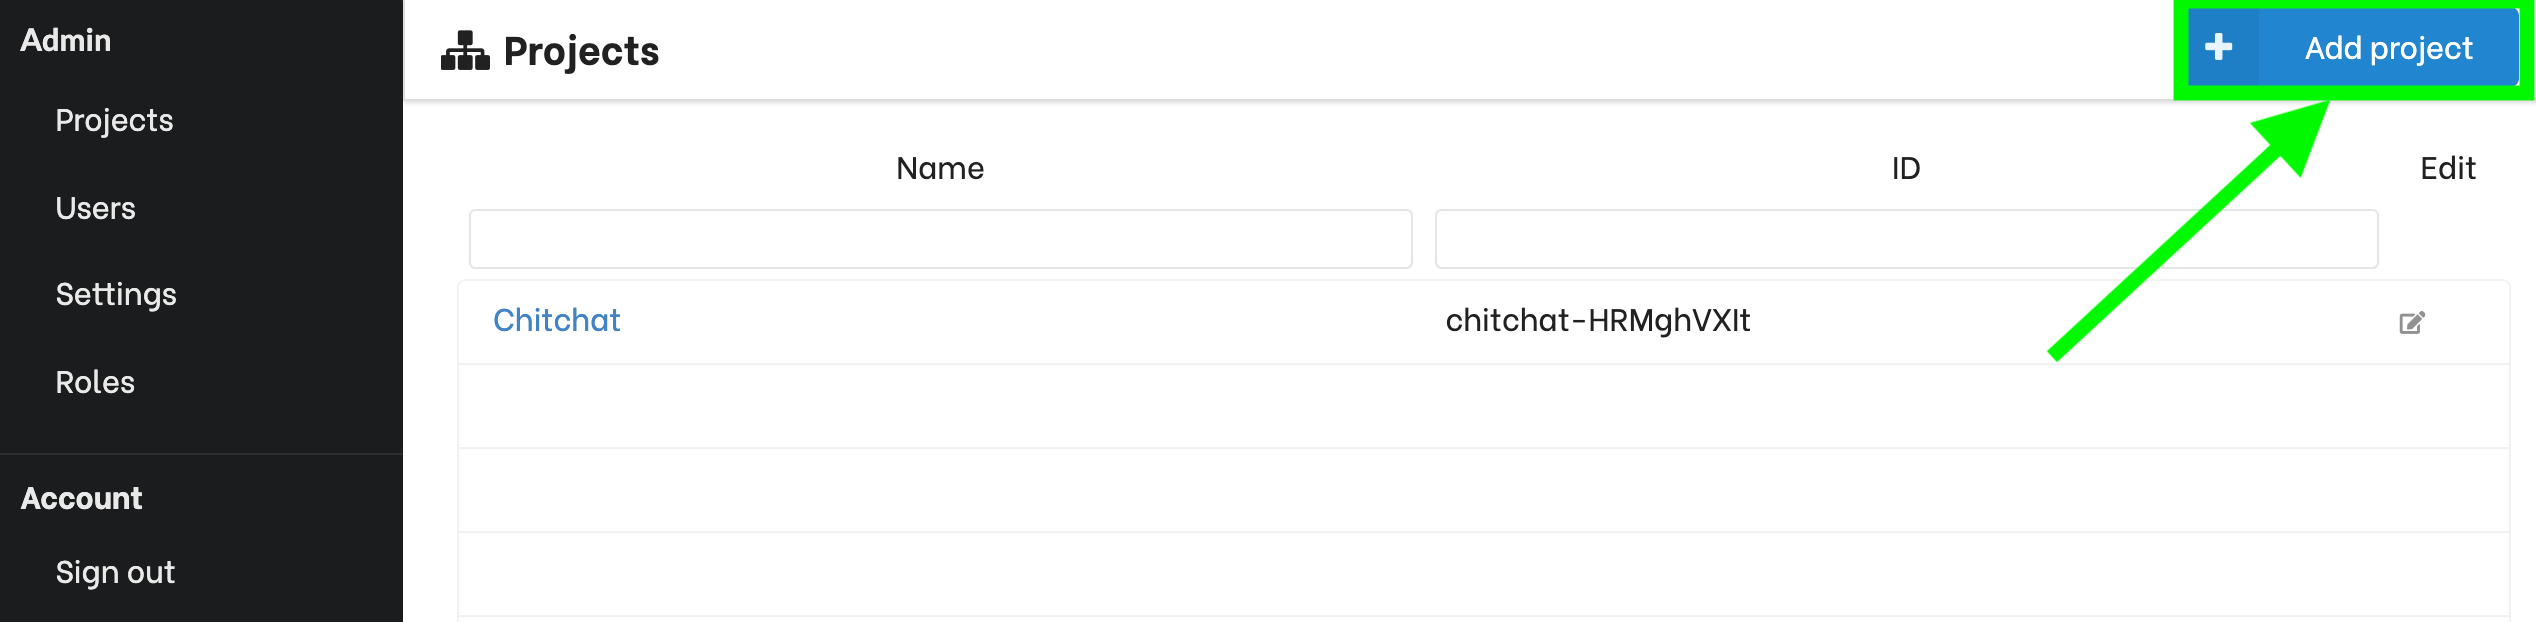 Admin
Projects
Users
Settings
Roles
Account
Sign out
Projects
Add project
Name ID Edit
Chitchat chitchat-HRMghVXIt